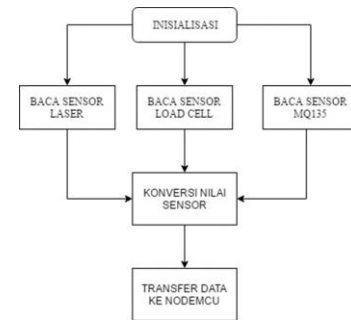 INISIALISASI
BACA SENSOR
LASER
BACA SENSOR
LOAD CELL
BACA SENSOR
MQ135
KONVERSI NILAI
SENSOR
TRANSFER DATA
KE NODEMCU